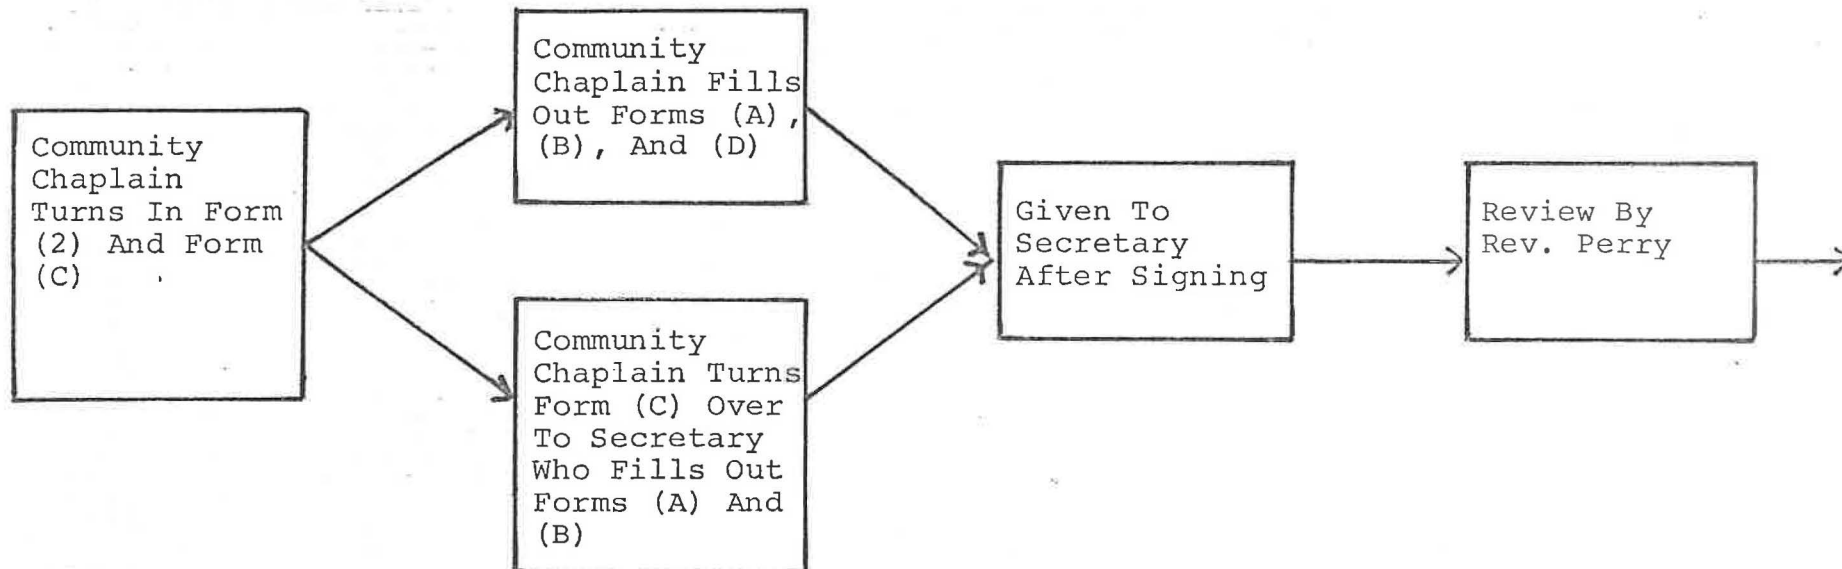 Community
Chaplain
Turns In Form
(2) And Form
(C)
Community
Chaplain Fills
Out Forms (A),
(B), And (D)
Community
Chaplain Turns
Form (C) Over
To Secretary
Who Fills Out
Forms (A) And
(B)
Given To
Secretary
After Signing
Review By
Rev. Perry